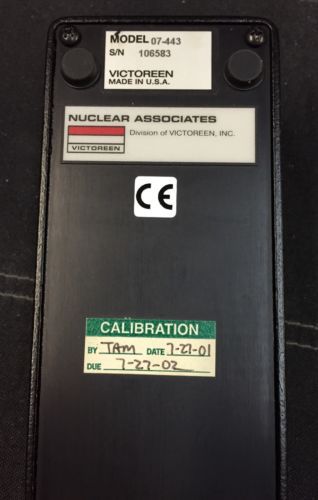 MODEL 07-443
S/N 106583
VICTOREEN
MADE IN U.S.A.
NUCLEAR ASSOCIATES
Division of VICTOREEN, INC.
VICTOREEN
CE
CALIBRATION
BY TAM DATE 7-27-01
DUE 7-27-02